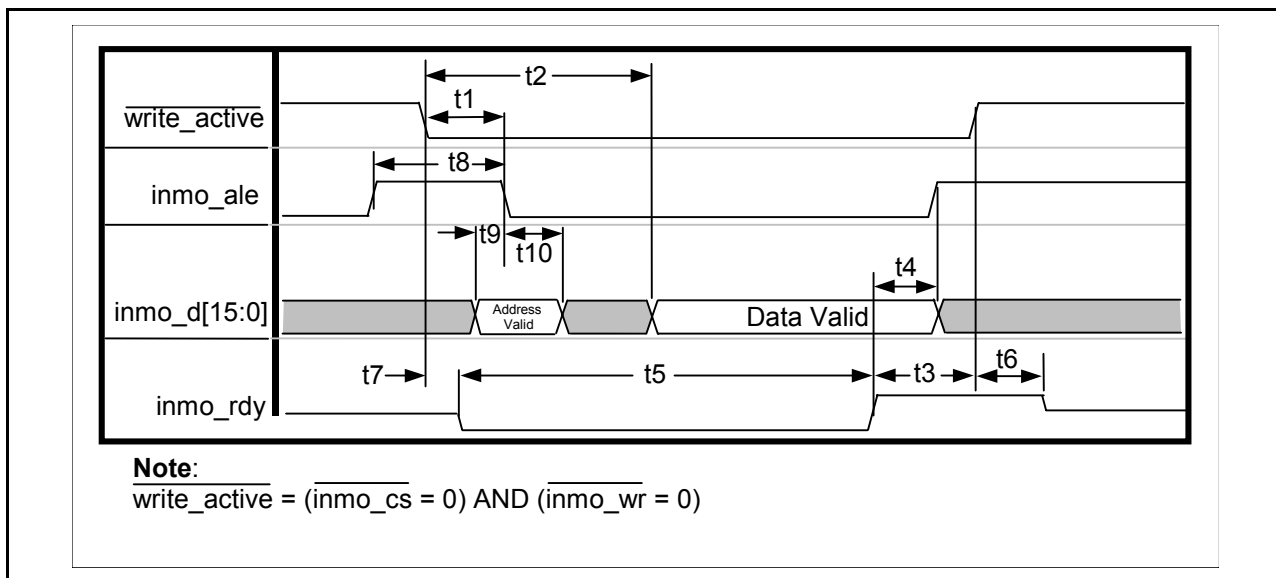 t2
t1
write_active
t8
inmo_ale
t9
t10
t4
inmo_d[15:0]
Address
Valid
Data Valid
t7
t5
t3
t6
inmo_rdy
Note:
write_active = (inmo_cs = 0) AND (inmo_wr = 0)